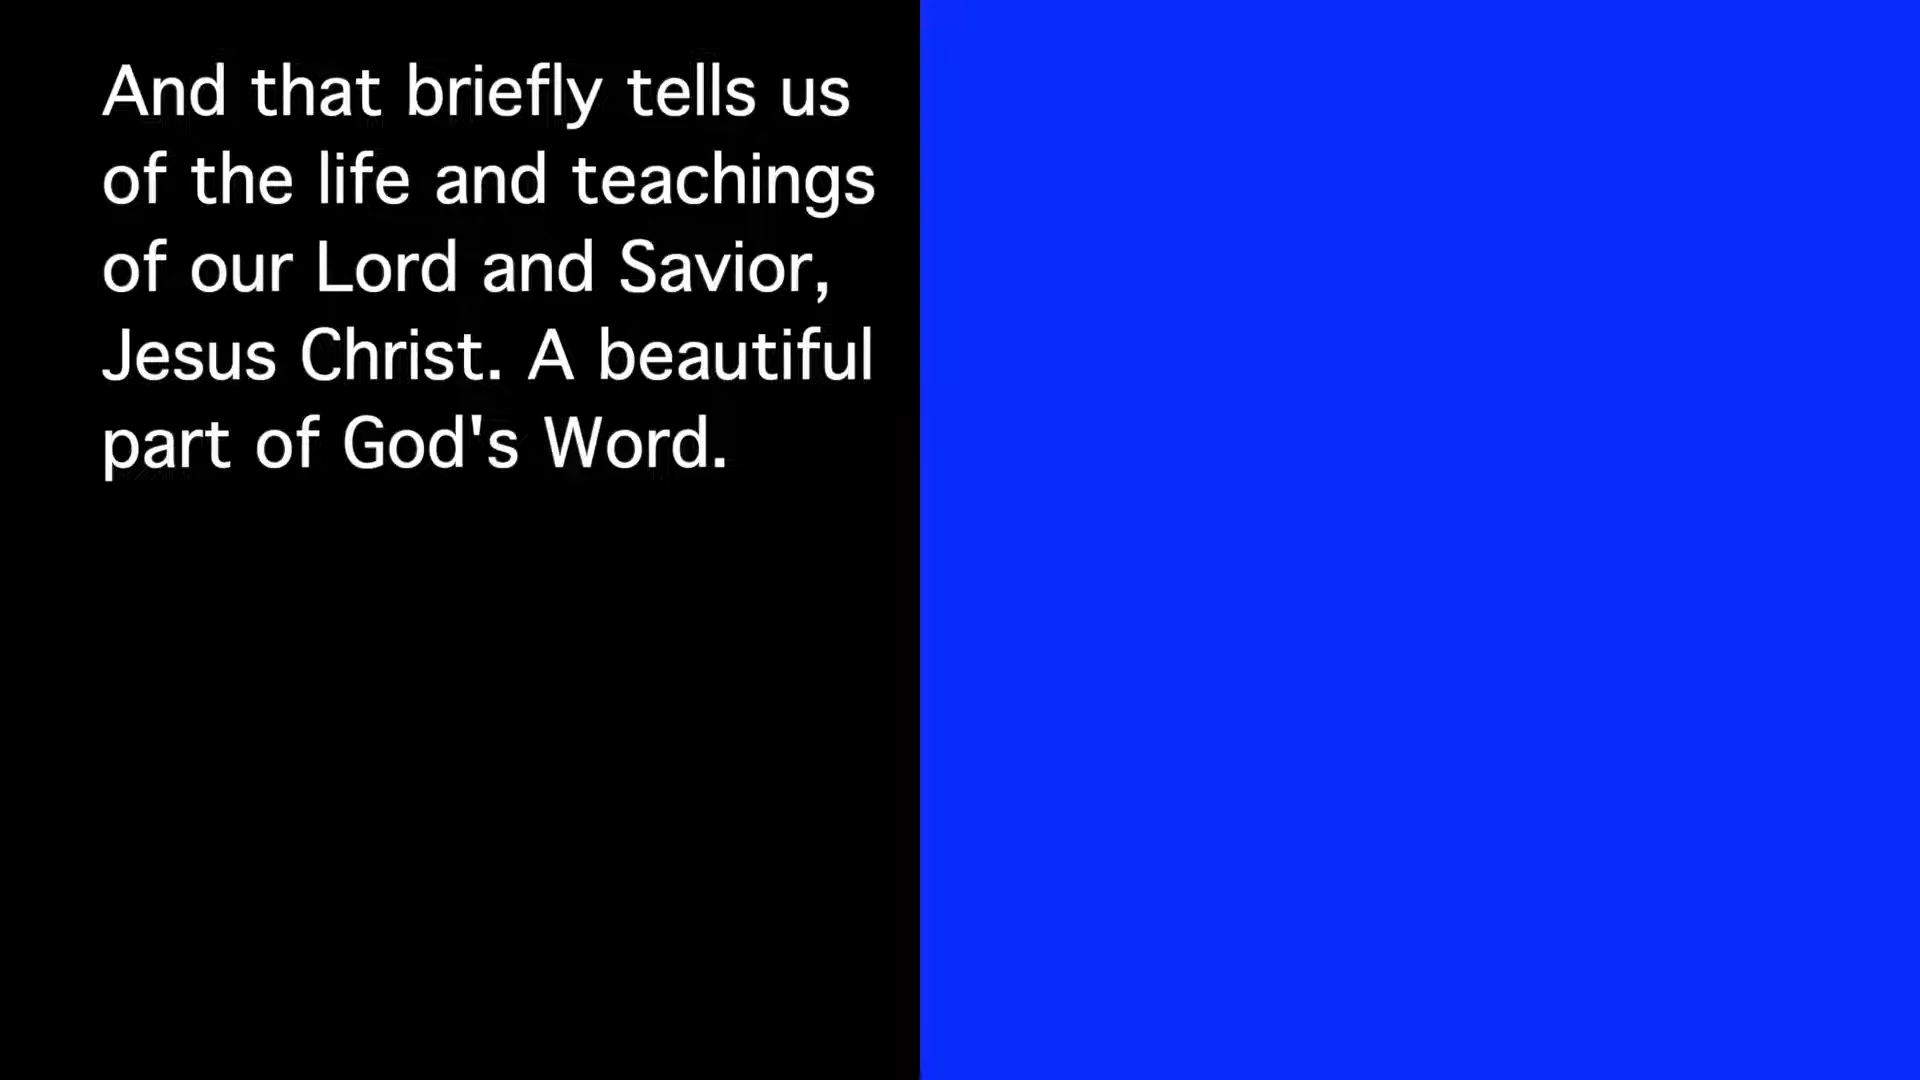 And that briefly tells us
of the life and teachings
of our Lord and Savior,
Jesus Christ. A beautiful
part of God's Word.